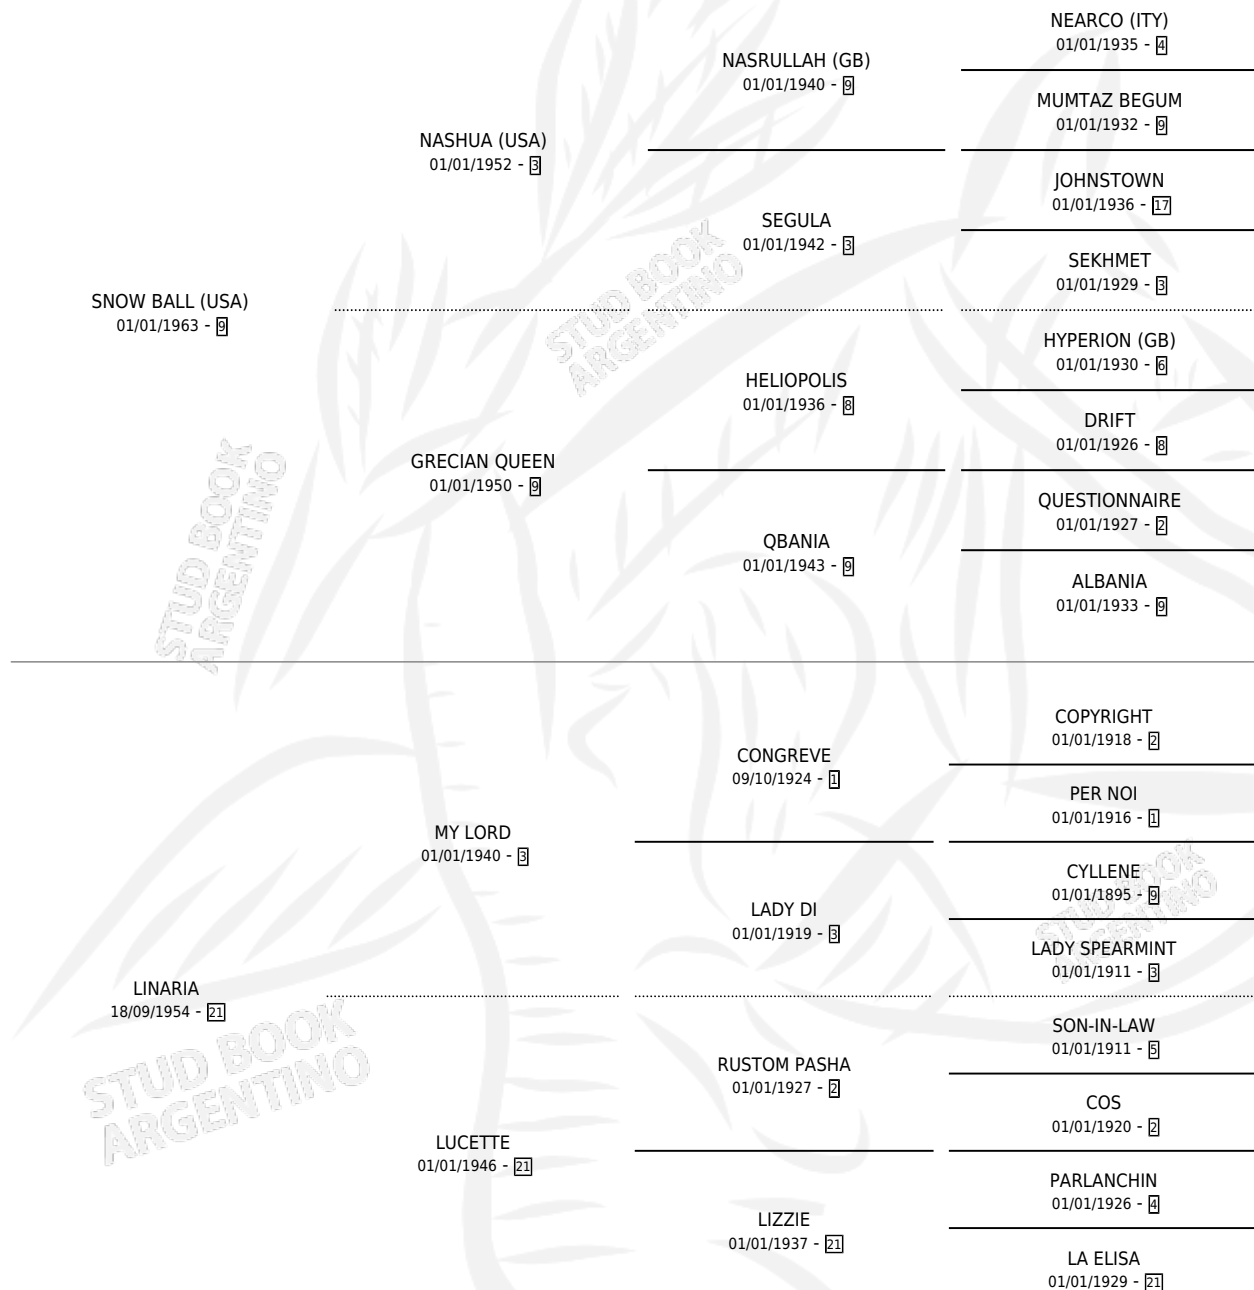 NEARCO (ITY)
01/01/1935 - 4
NASRULLAH (GB)
01/01/1940 - 9
MUMTAZ BEGUM
01/01/1932 - 9
NASHUA (USA)
01/01/1952 - 3
JOHNSTOWN
01/01/1936 - 17
SEGULA
01/01/1942 - 3
SEKHMET
01/01/1929 - 3
SNOW BALL (USA)
01/01/1963 - 9
HYPERION (GB)
01/01/1930 - 6
HELIOPOLIS
01/01/1936 - 8
DRIFT
01/01/1926 - 8
GRECIAN QUEEN
01/01/1950 - 9
QUESTIONNAIRE
01/01/1927 - 2
QBANIA
01/01/1943 - 9
ALBANIA
01/01/1933 - 9
COPYRIGHT
01/01/1918 - 2
CONGREVE
09/10/1924 - 1
PER NOI
01/01/1916 - 1
MY LORD
01/01/1940 - 3
CYLLENE
01/01/1895 - 9
LADY DI
01/01/1919 - 3
LADY SPEARMINT
01/01/1911 - 3
LINARIA
18/09/1954 - 21
SON-IN-LAW
01/01/1911 - 5
RUSTOM PASHA
01/01/1927 - 2
COS
01/01/1920 - 2
LUCETTE
01/01/1946 - 21
PARLANCHIN
01/01/1926 - 4
LIZZIE
01/01/1937 - 21
LA ELISA
01/01/1929 - 21
STUD BOOK
ARGENTINO
STUD BOOK
ARGENTINO
STUD BOOK
ARGENTINO
STUD BOOK
ARGENTINO